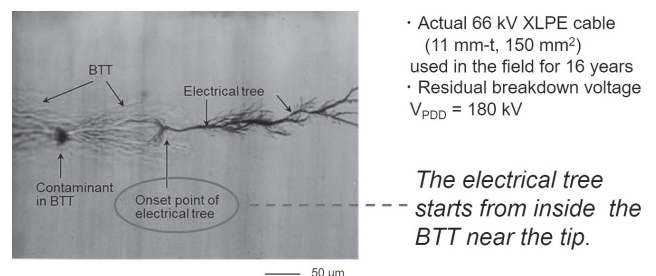 BTT
Electrical tree
Contaminant
in BTT
Onset point of
electrical tree
50 µm
· Actual 66 kV XLPE cable
(11 mm-t, 150 mm²)
used in the field for 16 years
· Residual breakdown voltage
VPDD = 180 kV
The electrical tree
starts from inside the
BTT near the tip.